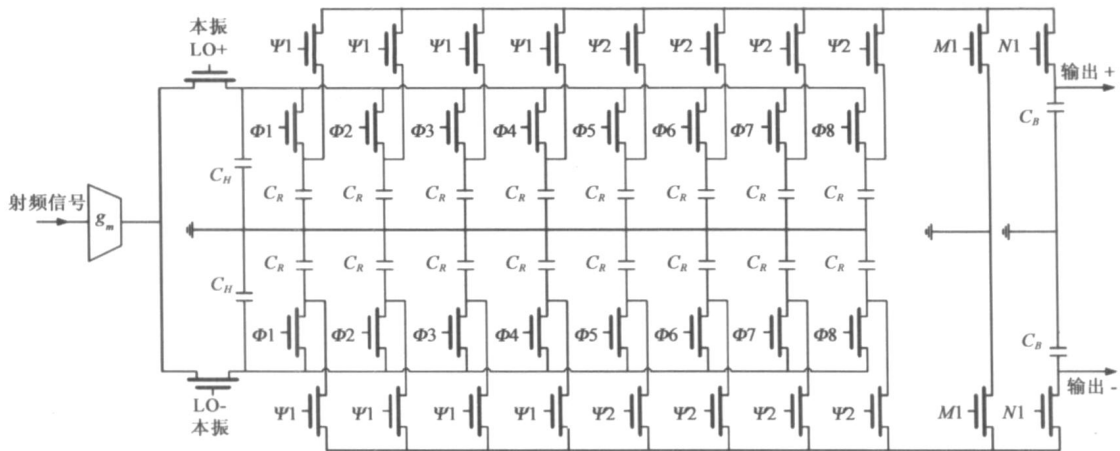 本振
LO+
Ψ1 Ψ1 Ψ1 Ψ1 Ψ2 Ψ2 Ψ2 Ψ2 M1 N1
输出 +
Φ1 Φ2 Φ3 Φ4 Φ5 Φ6 Φ7 Φ8
C_B
C_H
C_R C_R C_R C_R C_R C_R C_R C_R
射频信号
g_m
C_R C_R C_R C_R C_R C_R C_R C_R
C_H
Φ1 Φ2 Φ3 Φ4 Φ5 Φ6 Φ7 Φ8
C_B
输出 -
LO-
本振
Ψ1 Ψ1 Ψ1 Ψ1 Ψ2 Ψ2 Ψ2 Ψ2 M1 N1